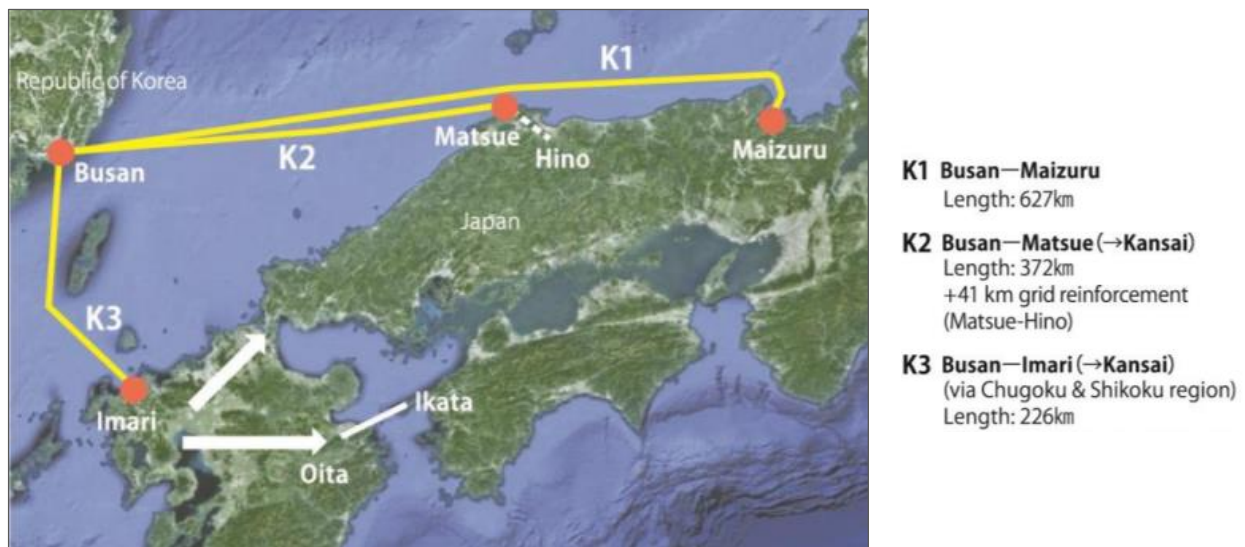 Republic of Korea
K1
Matsue
Hino
Maizuru
Busan
K2
Japan
K3
Imari
Ikata
Oita
K1 Busan—Maizuru
Length: 627㎞
K2 Busan—Matsue(→Kansai)
Length: 372㎞
+41 km grid reinforcement
(Matsue-Hino)
K3 Busan—Imari(→Kansai)
(via Chugoku & Shikoku region)
Length: 226㎞